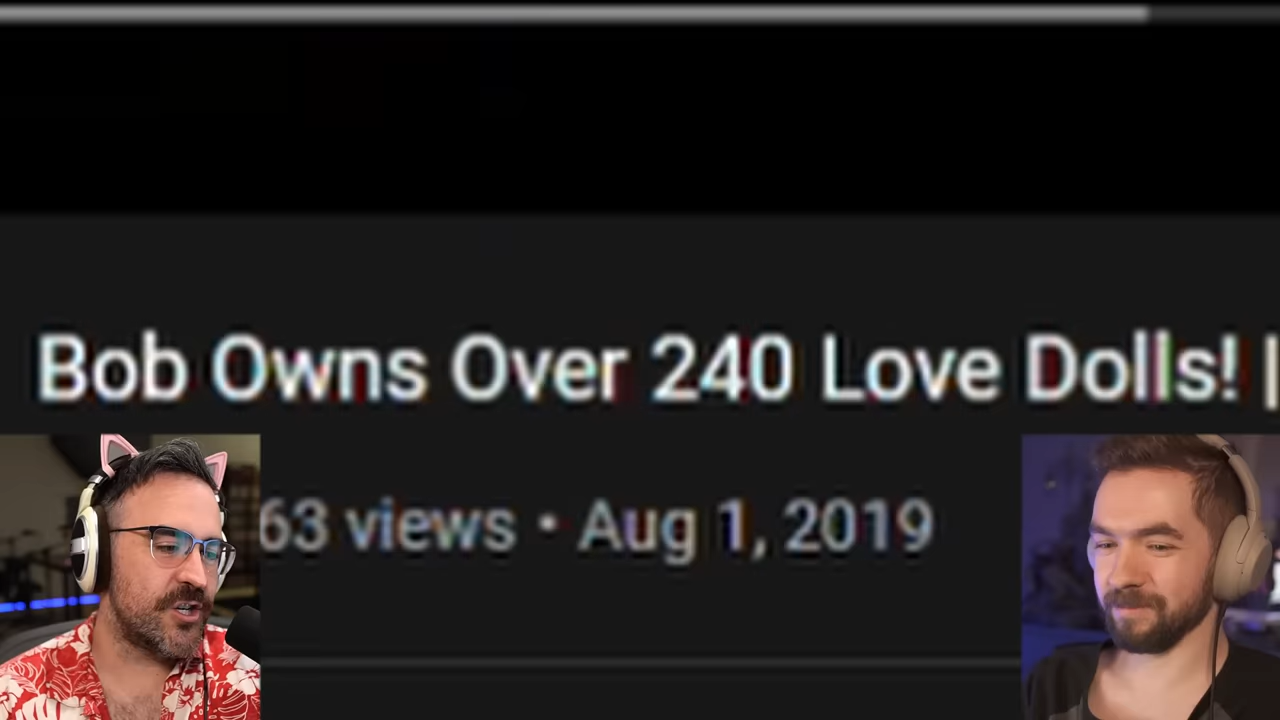 Bob Owns Over 240 Love Dolls! |
63 views • Aug 1, 2019